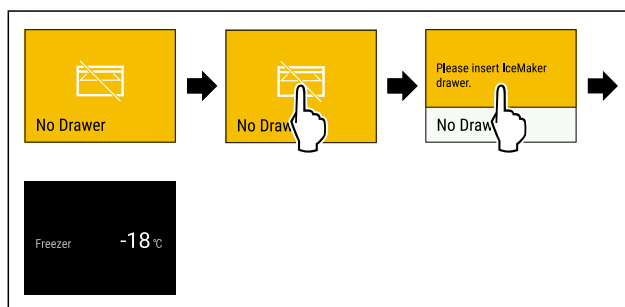 No Drawer
No Draw
Please insert IceMaker
drawer.
No Draw
Freezer -18 °C